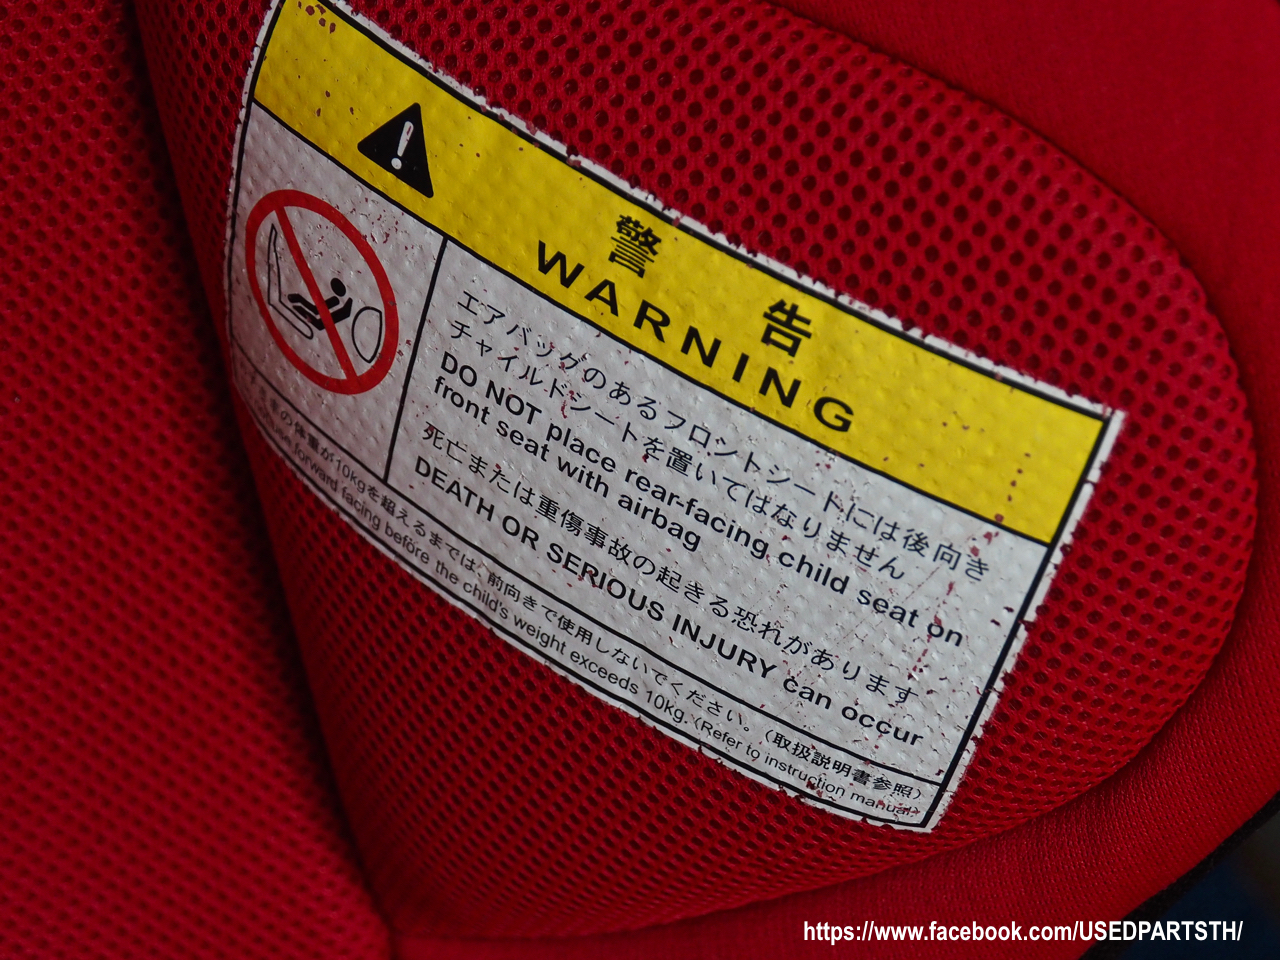 警告
WARNING
エアバッグのあるフロントシートには後向き
チャイルドシートを置いてはなりません
DO NOT place rear-facing child seat on
front seat with airbag
死亡または重傷事故の起きる恐れがあります
DEATH OR SERIOUS INJURY can occur
の体重が10kgを超えるまでは、前向きで使用しないでください。（取扱説明書参照）
forward facing before the child's weight exceeds 10kg. (Refer to instruction manual)
https://www.facebook.com/USEDPARTSTH/